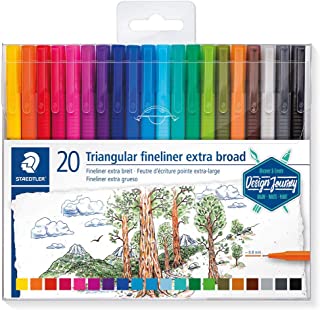 STAEDTLER
20 Triangular fineliner extra broad
Fineliner extra breit · Feutre d'écriture pointe extra-large
Fineliner extra grueso
Design Journey
~ 0.8 mm